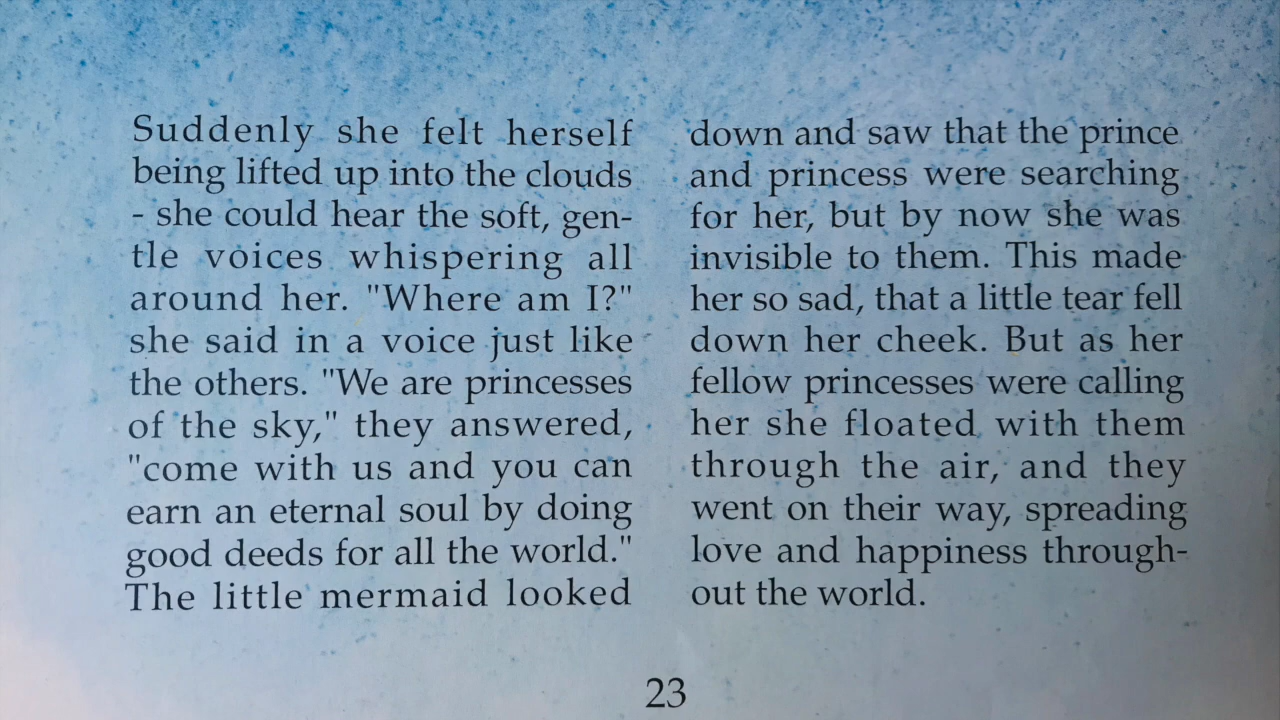 Suddenly she felt herself
being lifted up into the clouds
- she could hear the soft, gen-
tle voices whispering all
around her. "Where am I?"
she said in a voice just like
the others. "We are princesses
of the sky," they answered,
"come with us and you can
earn an eternal soul by doing
good deeds for all the world."
The little mermaid looked
down and saw that the prince
and princess were searching
for her, but by now she was
invisible to them. This made
her so sad, that a little tear fell
down her cheek. But as her
fellow princesses were calling
her she floated with them
through the air, and they
went on their way, spreading
love and happiness through-
out the world.
23